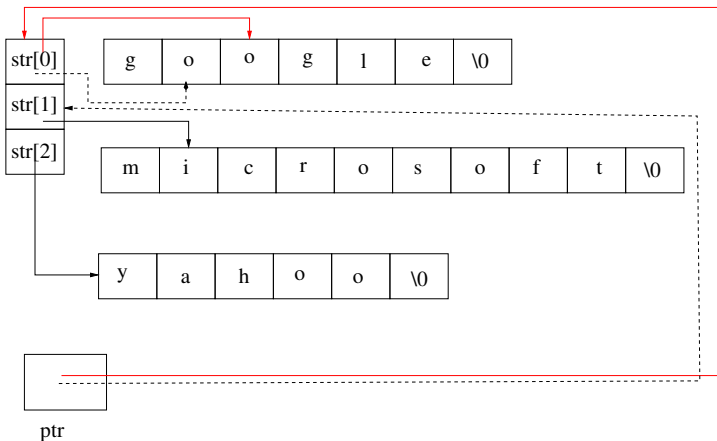 str[0] g o o g l e \0
str[1]
str[2] m i c r o s o f t \0
y a h o o \0
ptr